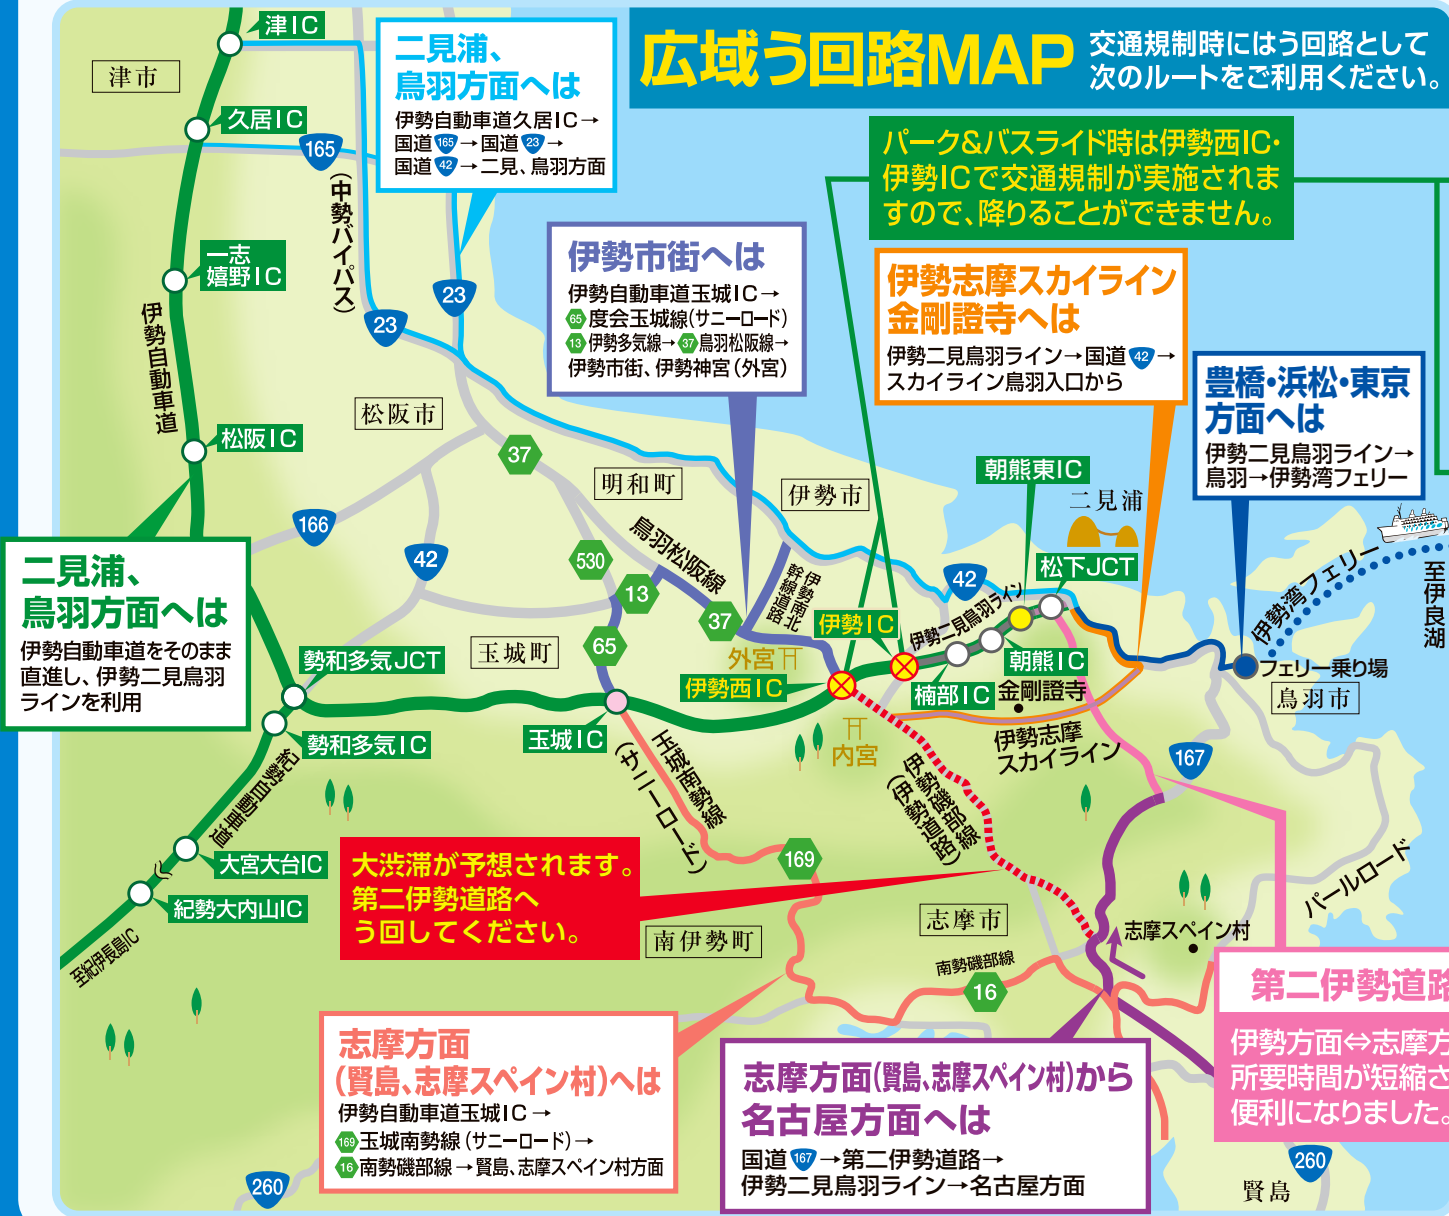 広域う回路MAP
交通規制時にはう回路として
次のルートをご利用ください。
津IC
津市
久居IC
165
(中勢バイパス)
一志
嬉野IC
伊勢自動車道
23
23
松阪IC
松阪市
二見浦、
鳥羽方面へは
伊勢自動車道久居IC→
国道165→国道23→
国道42→二見、鳥羽方面
パーク&バスライド時は伊勢西IC・
伊勢ICで交通規制が実施されま
すので、降りることができません。
伊勢市街へは
伊勢自動車道玉城IC→
65度会玉城線(サニーロード)
13伊勢多気線→37鳥羽松阪線→
伊勢市街、伊勢神宮(外宮)
伊勢志摩スカイライン
金剛證寺へは
伊勢二見鳥羽ライン→国道42→
スカイライン鳥羽入口から
豊橋・浜松・東京
方面へは
伊勢二見鳥羽ライン→
鳥羽→伊勢湾フェリー
37
明和町
伊勢市
朝熊東IC
二見浦
166
42
530
鳥羽松阪線
13
37
65
伊勢南北
幹線道路
42
松下JCT
伊勢二見鳥羽ライン
伊勢湾フェリー
至伊良湖
二見浦、
鳥羽方面へは
伊勢自動車道をそのまま
直進し、伊勢二見鳥羽
ラインを利用
勢和多気JCT
勢和多気IC
玉城町
外宮
伊勢IC
伊勢西IC
朝熊IC
楠部IC
金剛證寺
フェリー乗り場
鳥羽市
玉城IC
内宮
伊勢志摩
スカイライン
167
紀勢自動車道
玉城南勢線
(サニーロード)
伊勢磯部線
(伊勢道路)
大宮大台IC
紀勢大内山IC
至紀伊長島IC
大渋滞が予想されます。
第二伊勢道路へ
う回してください。
169
パールロード
南伊勢町
志摩市
志摩スペイン村
南勢磯部線
16
第二伊勢道路
伊勢方面⇔志摩方
所要時間が短縮さ
便利になりました。
志摩方面
(賢島、志摩スペイン村)へは
伊勢自動車道玉城IC→
169玉城南勢線(サニーロード)→
16南勢磯部線→賢島、志摩スペイン村方面
志摩方面(賢島、志摩スペイン村)から
名古屋方面へは
国道167→第二伊勢道路→
伊勢二見鳥羽ライン→名古屋方面
260
260
賢島